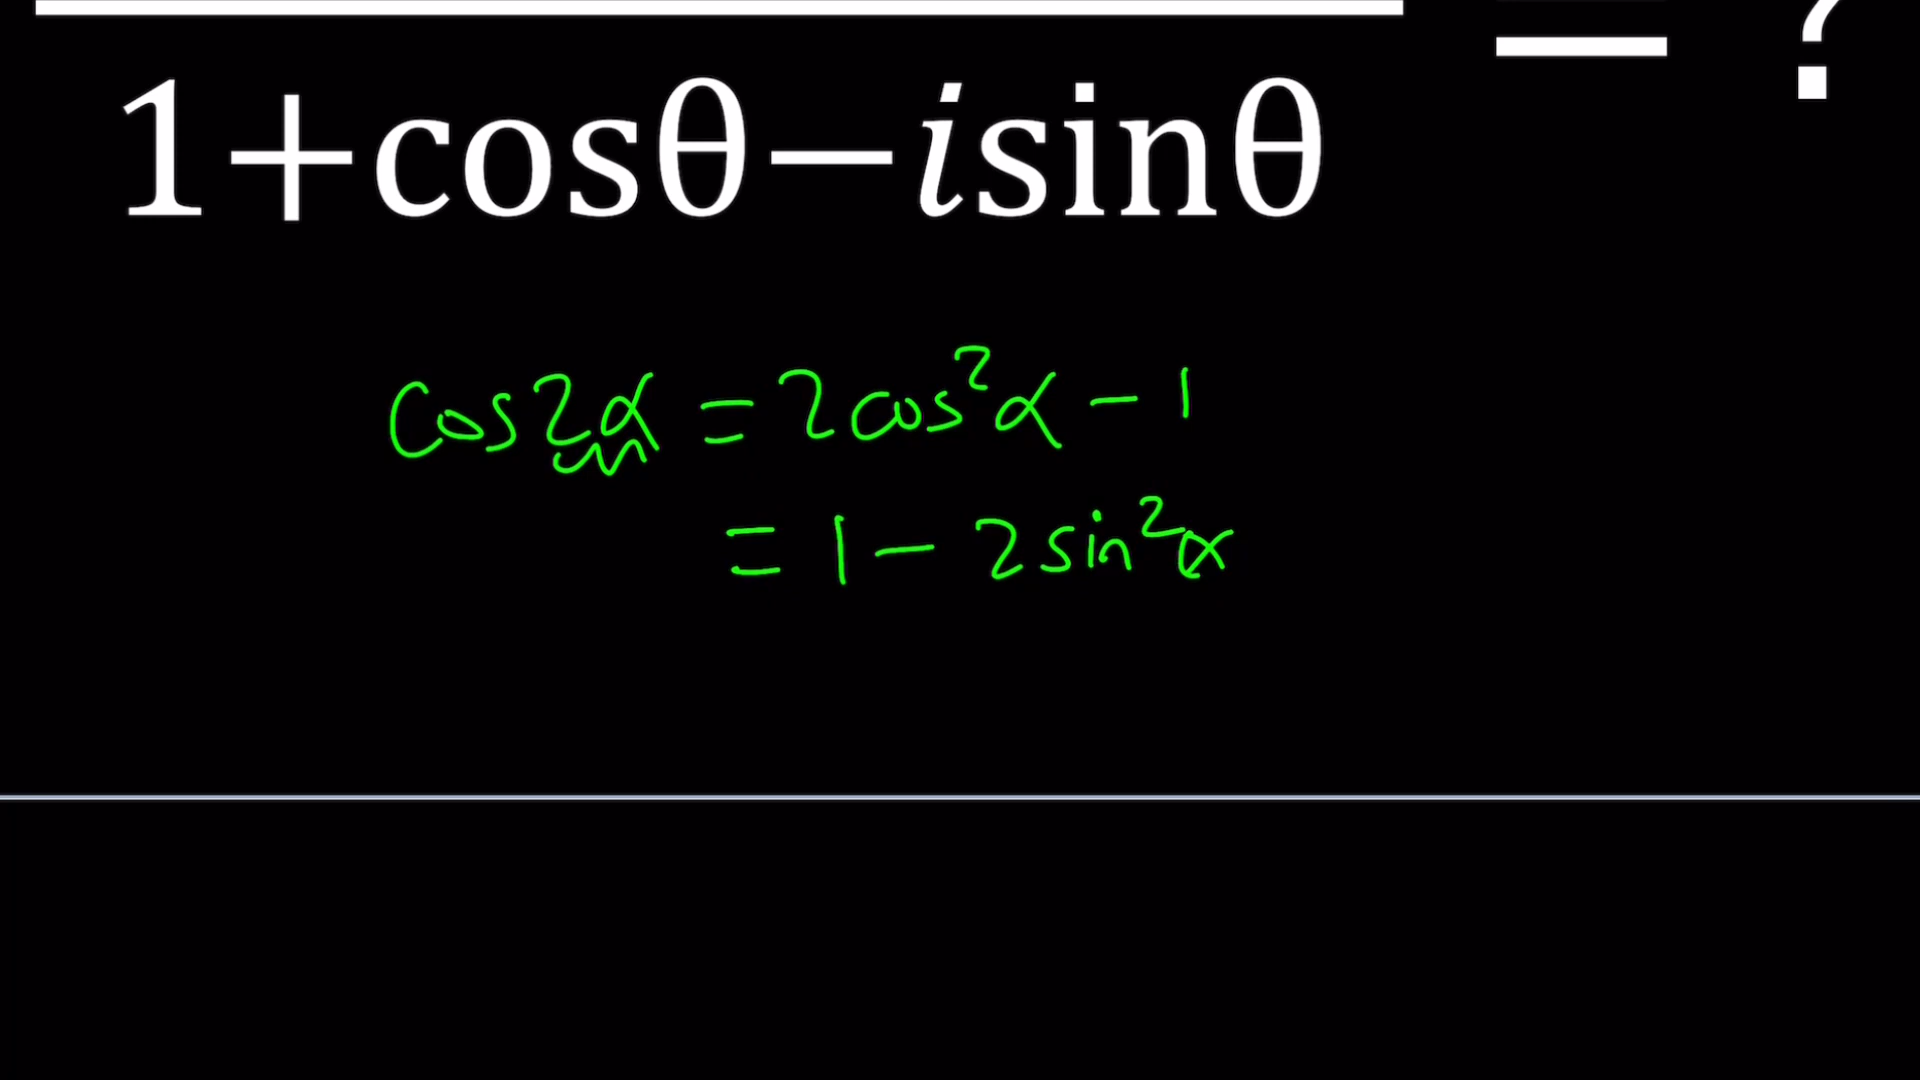 = ?
1+cosθ−isinθ
cos2α = 2cos²α − 1
= 1 − 2sin²α